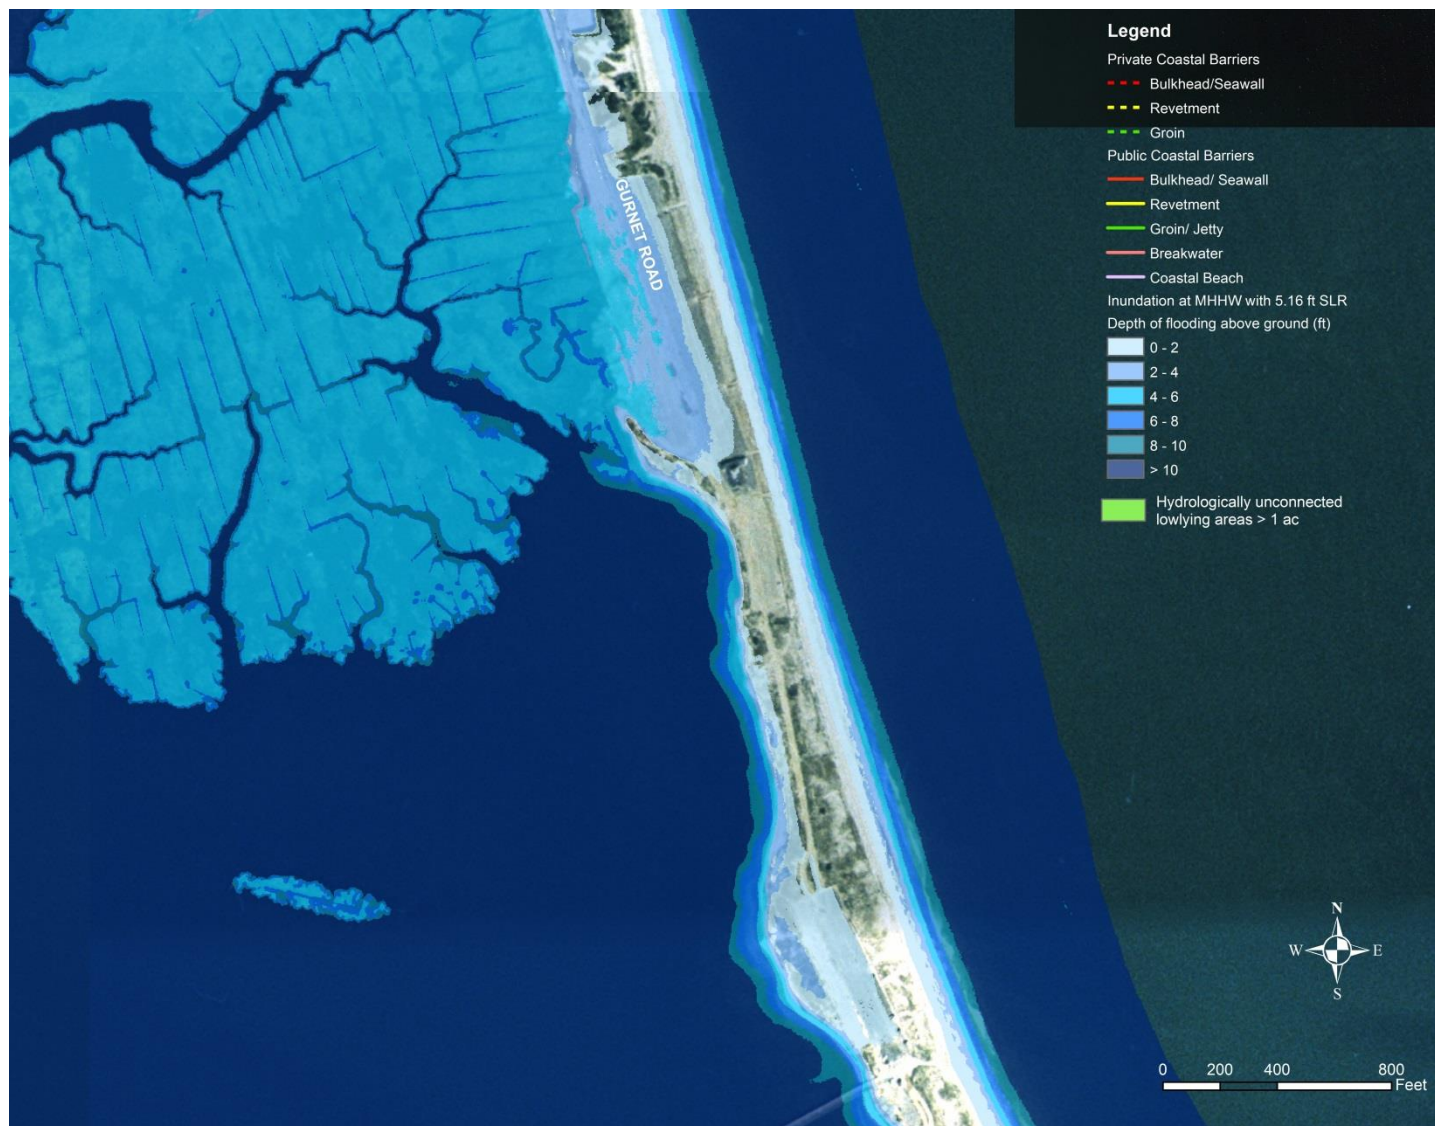 Legend
Private Coastal Barriers
Bulkhead/Seawall
Revetment
Groin
Public Coastal Barriers
Bulkhead/ Seawall
Revetment
Groin/ Jetty
Breakwater
Coastal Beach
Inundation at MHHW with 5.16 ft SLR
Depth of flooding above ground (ft)
0 - 2
2 - 4
4 - 6
6 - 8
8 - 10
> 10
Hydrologically unconnected
lowlying areas > 1 ac
GURNET ROAD
N
W E
S
0 200 400 800
Feet